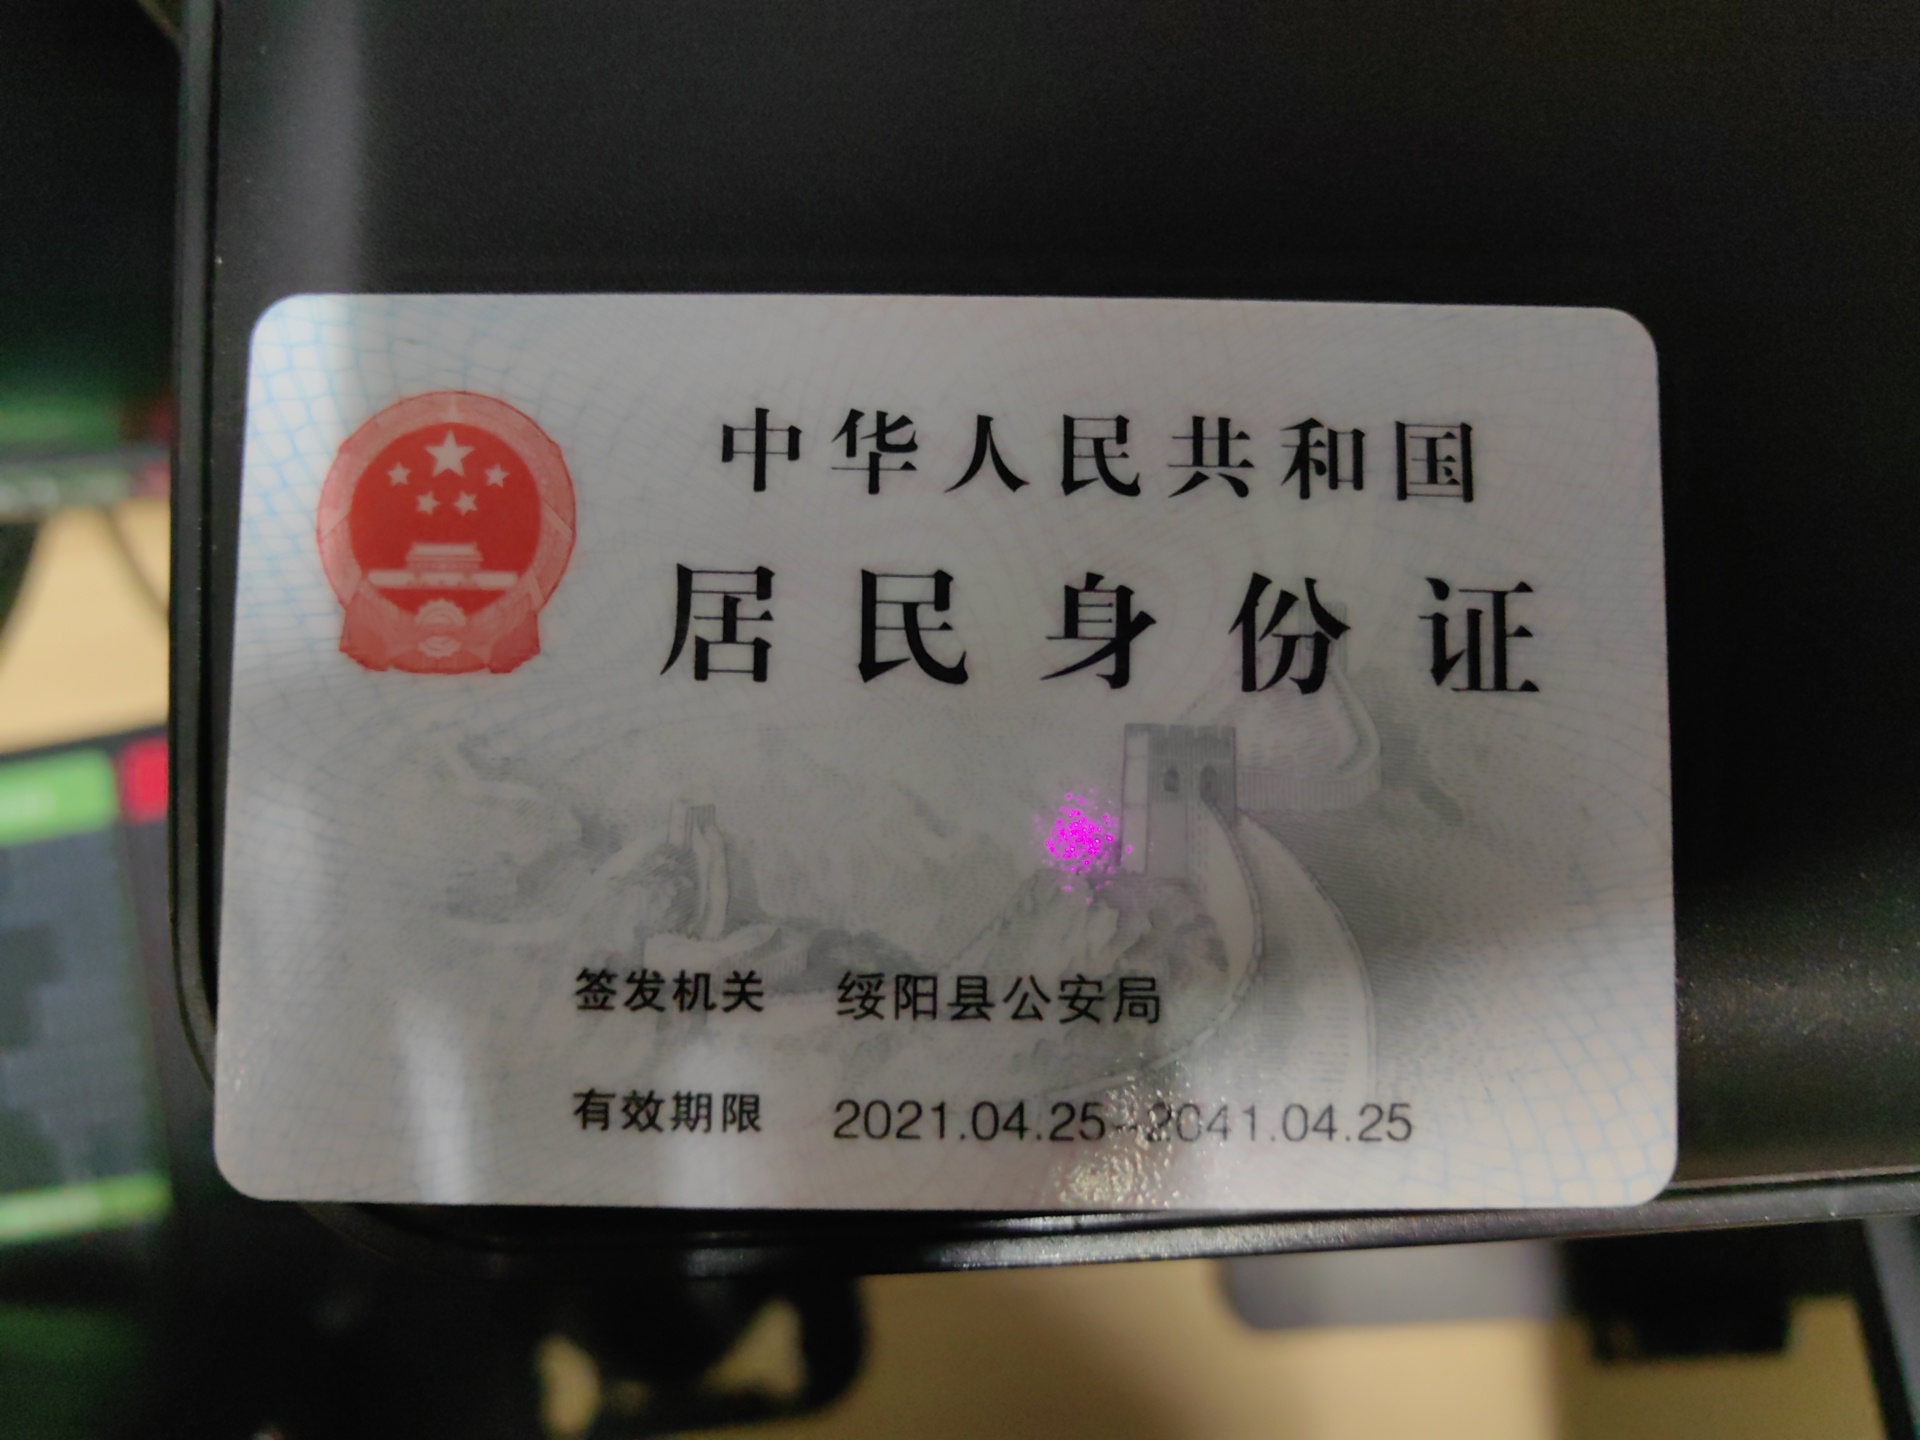 中华人民共和国
居民身份证
签发机关 绥阳县公安局
有效期限 2021.04.25-2041.04.25